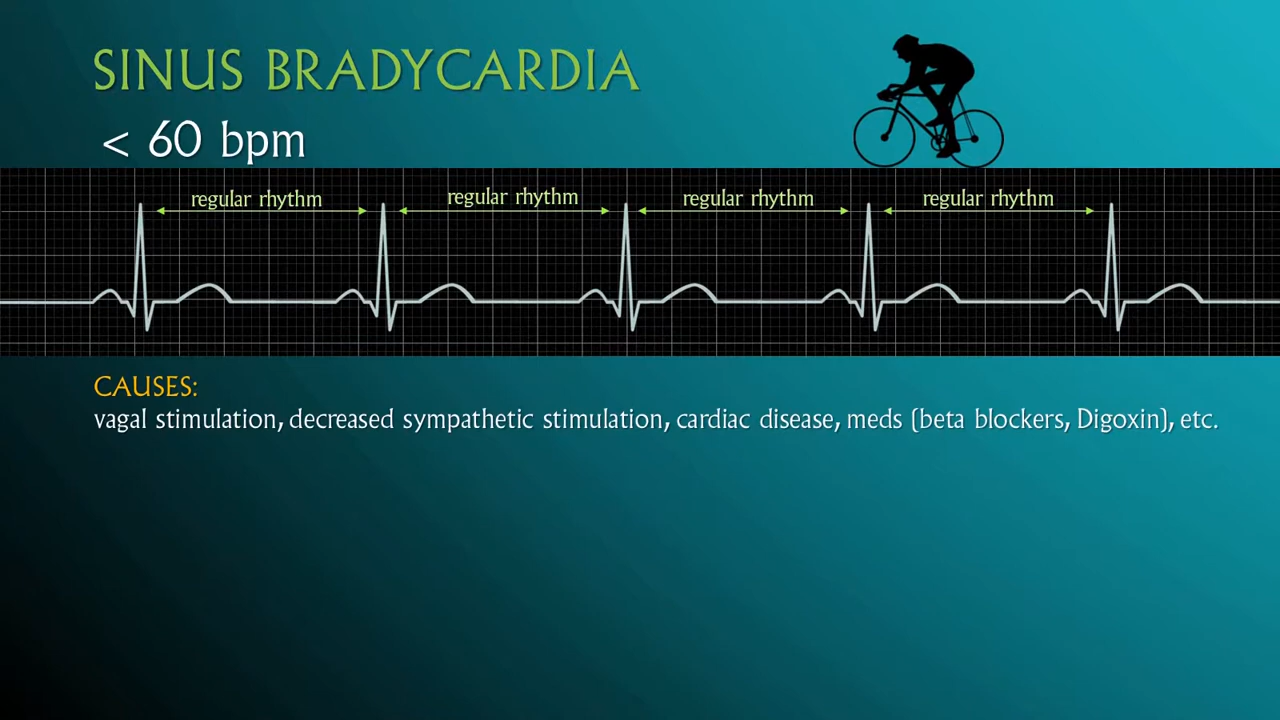 SINUS BRADYCARDIA
< 60 bpm
regular rhythm regular rhythm regular rhythm regular rhythm
CAUSES:
vagal stimulation, decreased sympathetic stimulation, cardiac disease, meds (beta blockers, Digoxin), etc.